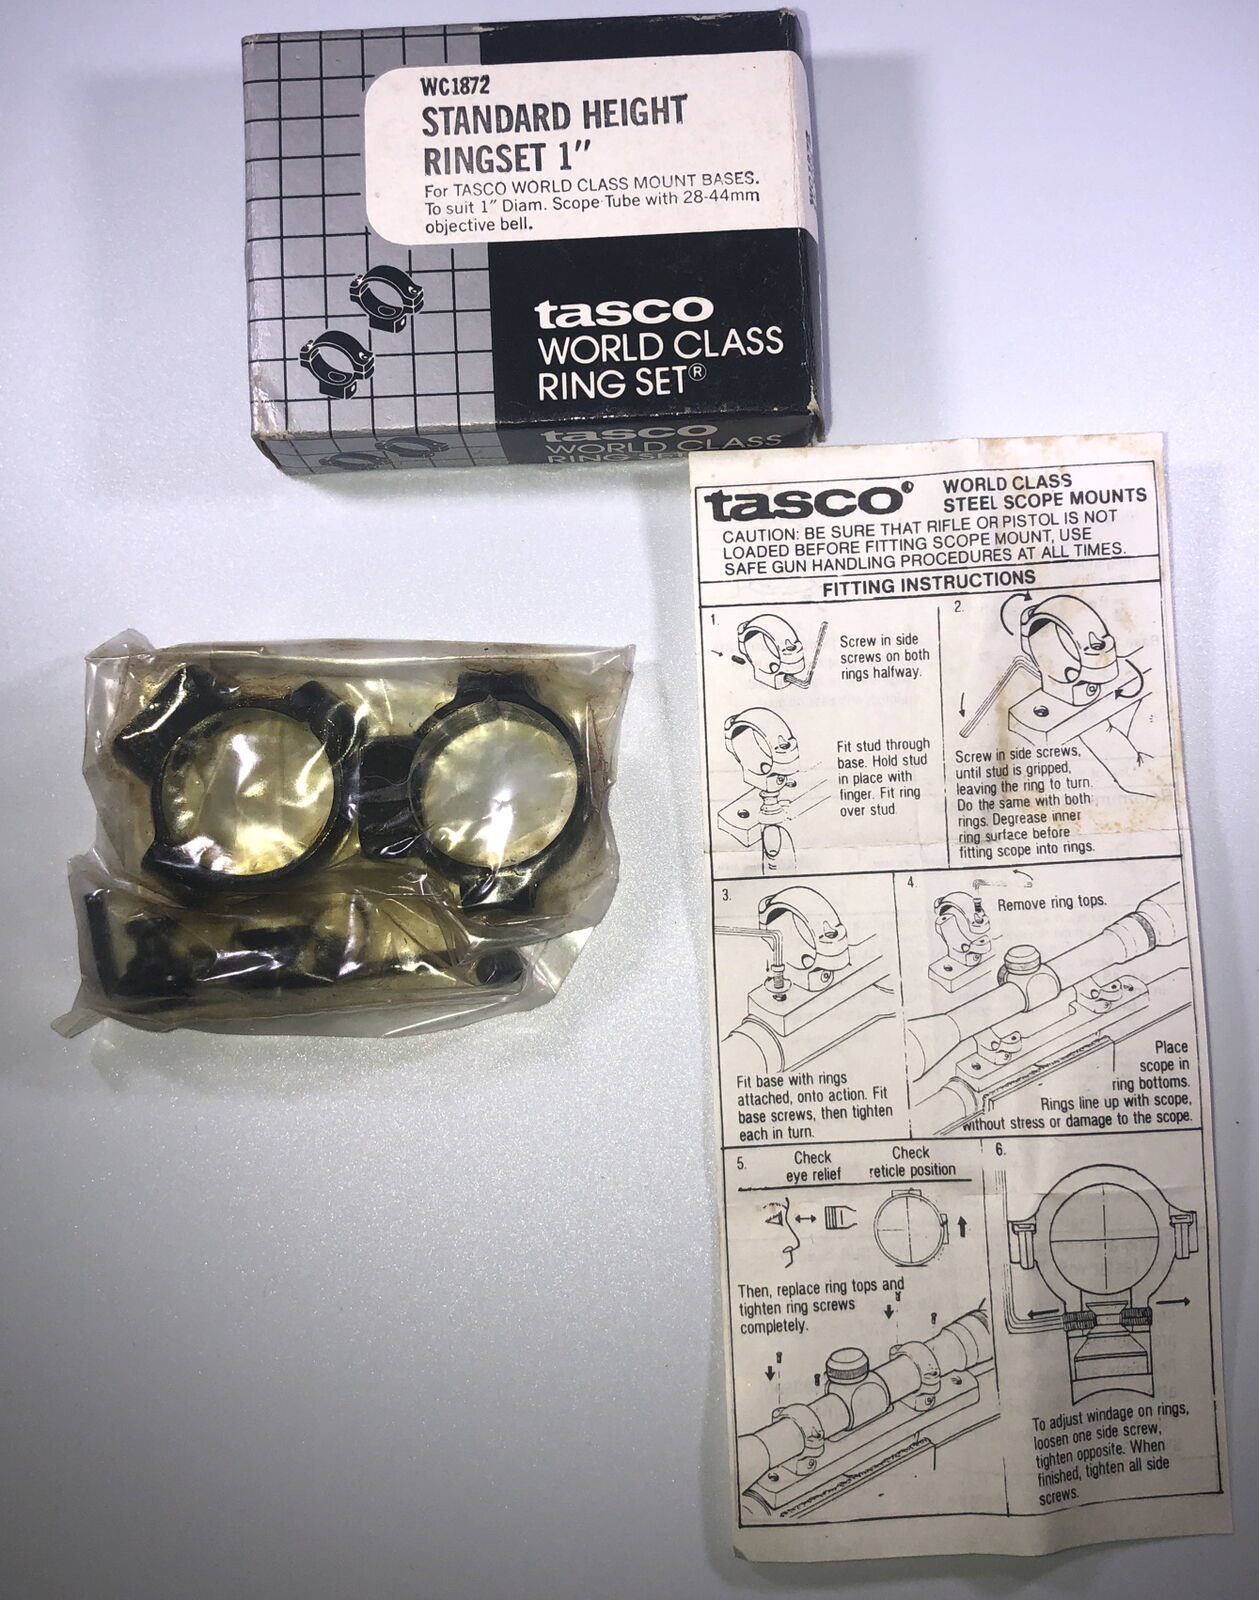 WC1872
STANDARD HEIGHT
RINGSET 1"
For TASCO WORLD CLASS MOUNT BASES.
To suit 1" Diam. Scope Tube with 28-44mm
objective bell.
tasco
WORLD CLASS
RING SET®
tasco
WORLD CLASS
RING SET
WC1872
tasco®
WORLD CLASS
STEEL SCOPE MOUNTS
CAUTION: BE SURE THAT RIFLE OR PISTOL IS NOT
LOADED BEFORE FITTING SCOPE MOUNT, USE
SAFE GUN HANDLING PROCEDURES AT ALL TIMES.
FITTING INSTRUCTIONS
1.
Screw in side
screws on both
rings halfway.
Fit stud through
base. Hold stud
in place with
finger. Fit ring
over stud.
2.
Screw in side screws,
until stud is gripped,
leaving the ring to turn.
Do the same with both
rings. Degrease inner
ring surface before
fitting scope into rings.
3.
Fit base with rings
attached, onto action. Fit
base screws, then tighten
each in turn.
4.
Remove ring tops.
Place
scope in
ring bottoms.
Rings line up with scope,
without stress or damage to the scope.
5.
Check
eye relief
Check
reticle position
Then, replace ring tops and
tighten ring screws
completely.
6.
To adjust windage on rings,
loosen one side screw,
tighten opposite. When
finished, tighten all side
screws.